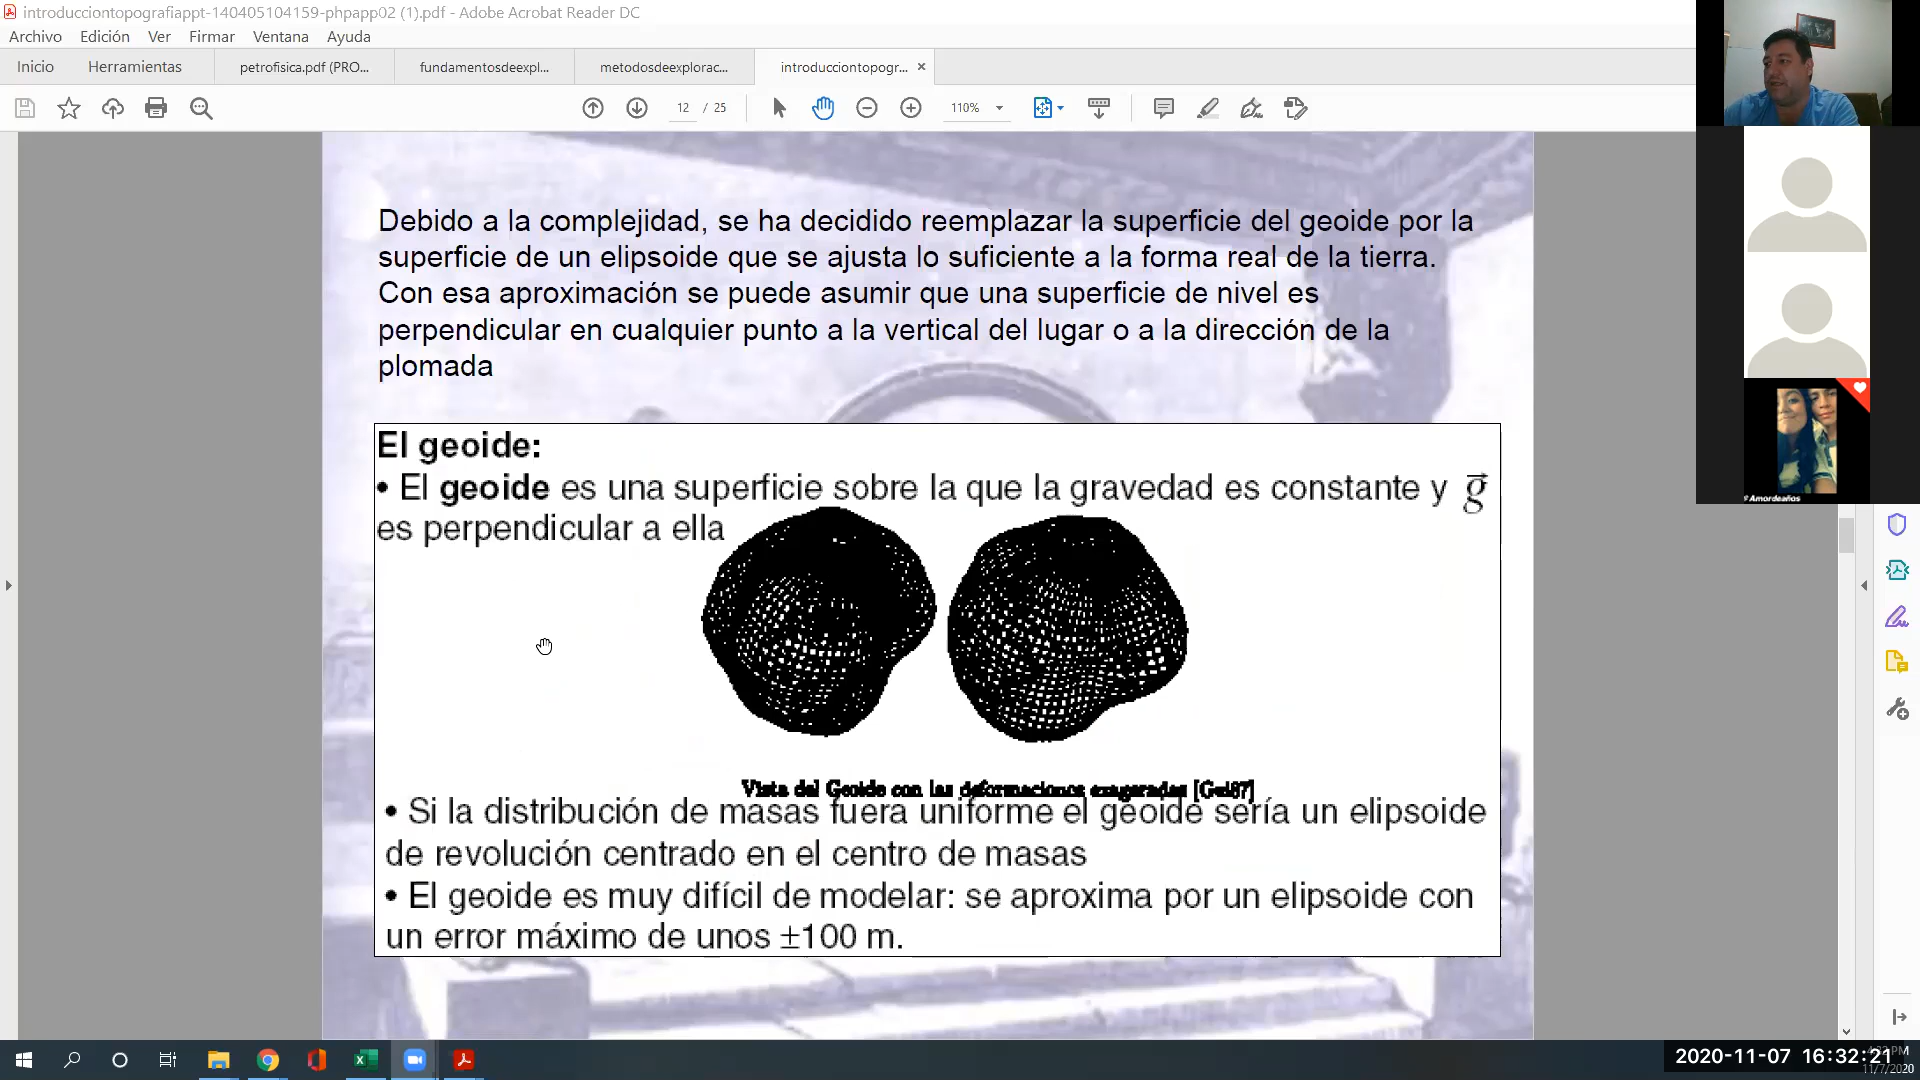 introducciontopografiappt-140405104159-phpapp02 (1).pdf - Adobe Acrobat Reader DC
Archivo Edición Ver Firmar Ventana Ayuda
Inicio Herramientas petrofisica.pdf (PRO... fundamentosdeexpl... metodosdeexplorac... introducciontopogr... ×
12 / 25 110%
Debido a la complejidad, se ha decidido reemplazar la superficie del geoide por la
superficie de un elipsoide que se ajusta lo suficiente a la forma real de la tierra.
Con esa aproximación se puede asumir que una superficie de nivel es
perpendicular en cualquier punto a la vertical del lugar o a la dirección de la
plomada
El geoide:
• El geoide es una superficie sobre la que la gravedad es constante y g⃗
es perpendicular a ella
Vista del Geoide con las deformaciones exageradas [Gei87]
• Si la distribución de masas fuera uniforme el geoide sería un elipsoide
de revolución centrado en el centro de masas
• El geoide es muy difícil de modelar: se aproxima por un elipsoide con
un error máximo de unos ±100 m.
Amordeaños
2020-11-07 16:32:21
11/7/2020